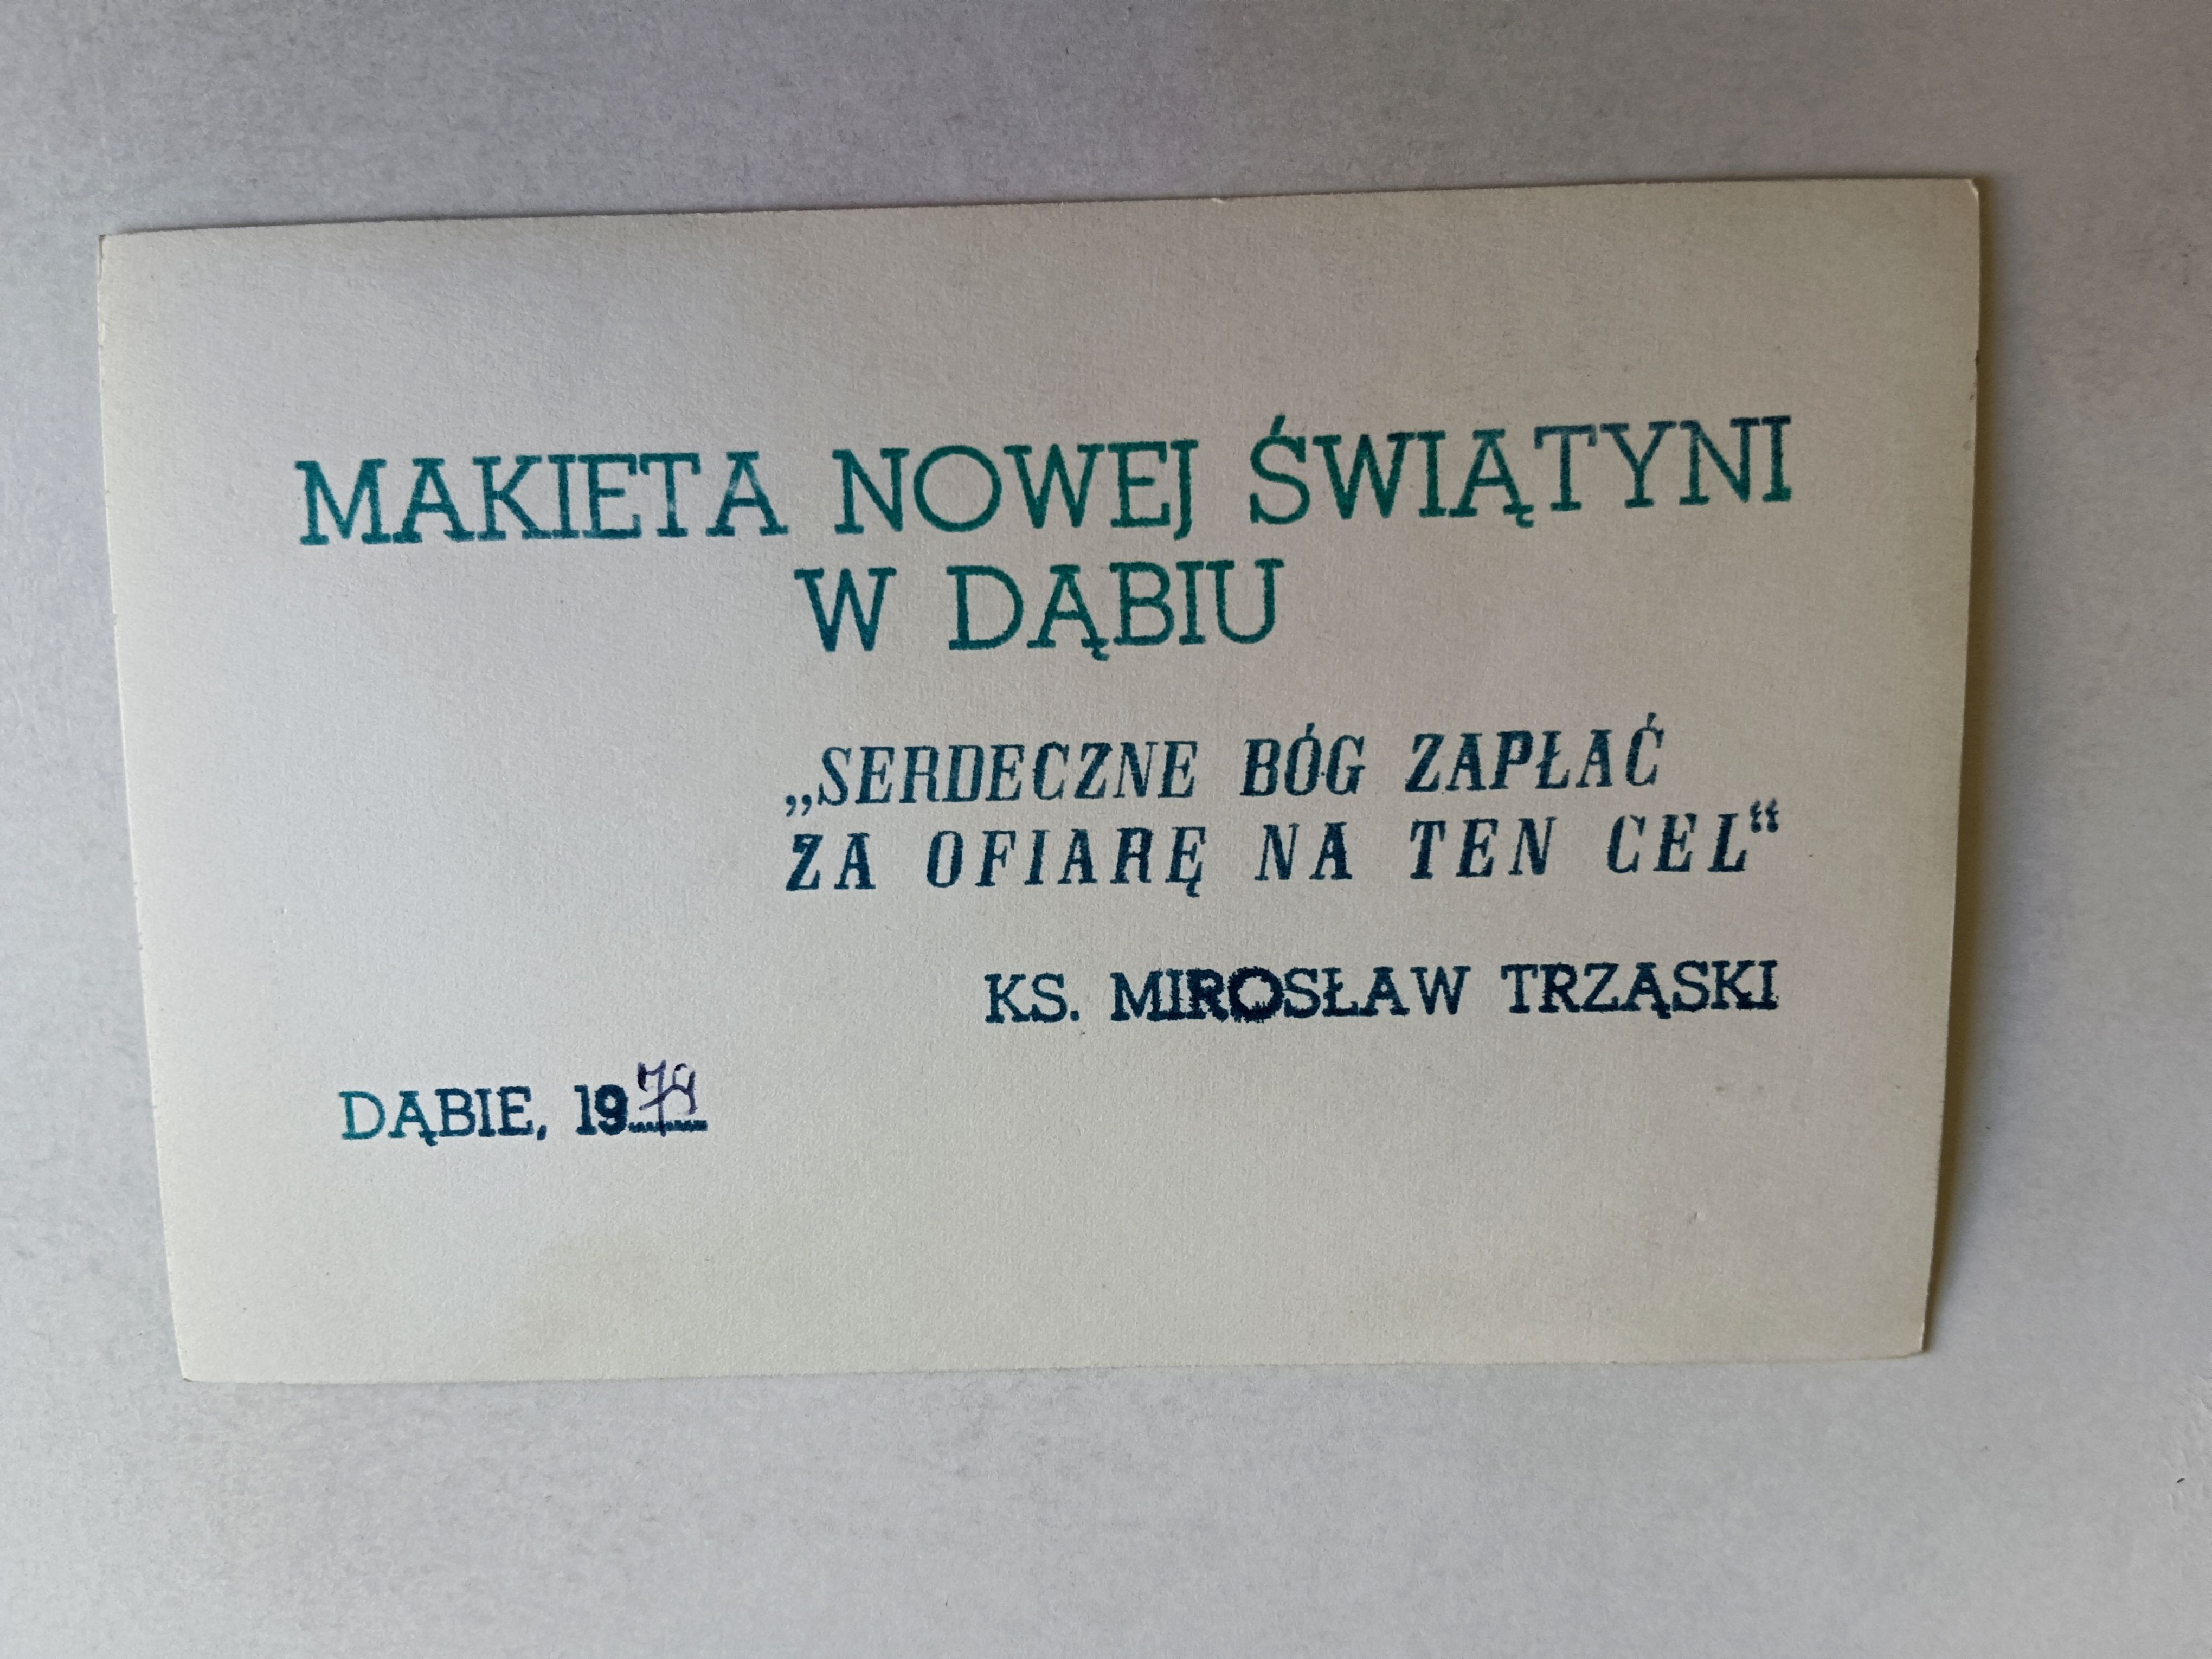 MAKIETA NOWEJ ŚWIĄTYNI
W DĄBIU
„SERDECZNE BÓG ZAPŁAĆ
ZA OFIARĘ NA TEN CEL“
KS. MIROSŁAW TRZĄSKI
DĄBIE, 1979